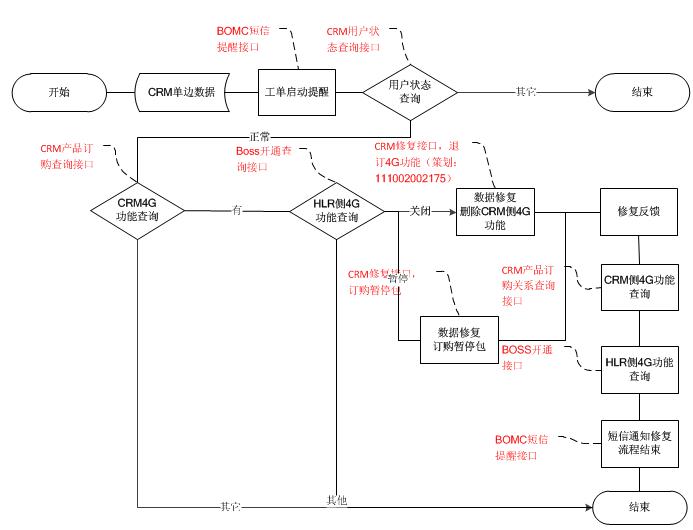 BOMC短信
提醒接口
CRM用户状
态查询接口
开始
CRM单边数据
工单启动提醒
用户状态
查询
其它
结束
正常
CRM产品订
购查询接口
Boss开通查
询接口
CRM修复接口，退
订4G功能（策划：
111002002175）
CRM4G
功能查询
有
HLR侧4G
功能查询
关闭
数据修复
删除CRM侧4G
功能
修复反馈
CRM修复接口，
订购暂停包
暂停
CRM产品订
购关系查询
接口
CRM侧4G功能
查询
数据修复
订购暂停包
BOSS开通
接口
HLR侧4G功能
查询
BOMC短信
提醒接口
短信通知修复
流程结束
其它
其他
结束